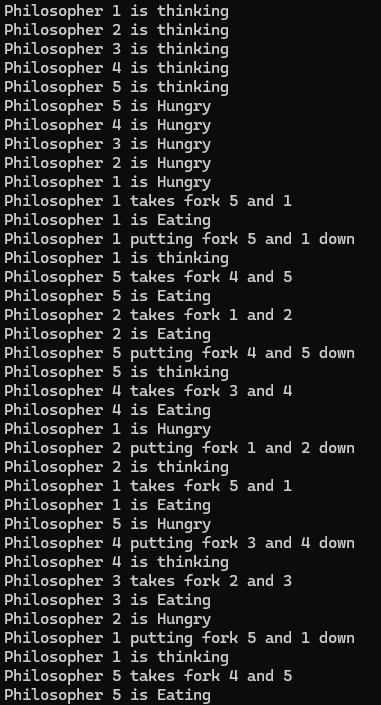 Philosopher 1 is thinking
Philosopher 2 is thinking
Philosopher 3 is thinking
Philosopher 4 is thinking
Philosopher 5 is thinking
Philosopher 5 is Hungry
Philosopher 4 is Hungry
Philosopher 3 is Hungry
Philosopher 2 is Hungry
Philosopher 1 is Hungry
Philosopher 1 takes fork 5 and 1
Philosopher 1 is Eating
Philosopher 1 putting fork 5 and 1 down
Philosopher 1 is thinking
Philosopher 5 takes fork 4 and 5
Philosopher 5 is Eating
Philosopher 2 takes fork 1 and 2
Philosopher 2 is Eating
Philosopher 5 putting fork 4 and 5 down
Philosopher 5 is thinking
Philosopher 4 takes fork 3 and 4
Philosopher 4 is Eating
Philosopher 1 is Hungry
Philosopher 2 putting fork 1 and 2 down
Philosopher 2 is thinking
Philosopher 1 takes fork 5 and 1
Philosopher 1 is Eating
Philosopher 5 is Hungry
Philosopher 4 putting fork 3 and 4 down
Philosopher 4 is thinking
Philosopher 3 takes fork 2 and 3
Philosopher 3 is Eating
Philosopher 2 is Hungry
Philosopher 1 putting fork 5 and 1 down
Philosopher 1 is thinking
Philosopher 5 takes fork 4 and 5
Philosopher 5 is Eating